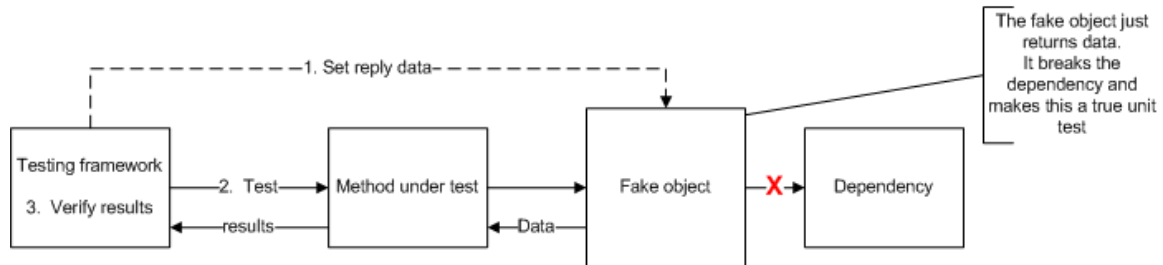 The fake object just
returns data.
It breaks the
dependency and
makes this a true unit
test
1. Set reply data
Testing framework
3. Verify results
2. Test
Method under test
Fake object
X
Dependency
results
Data